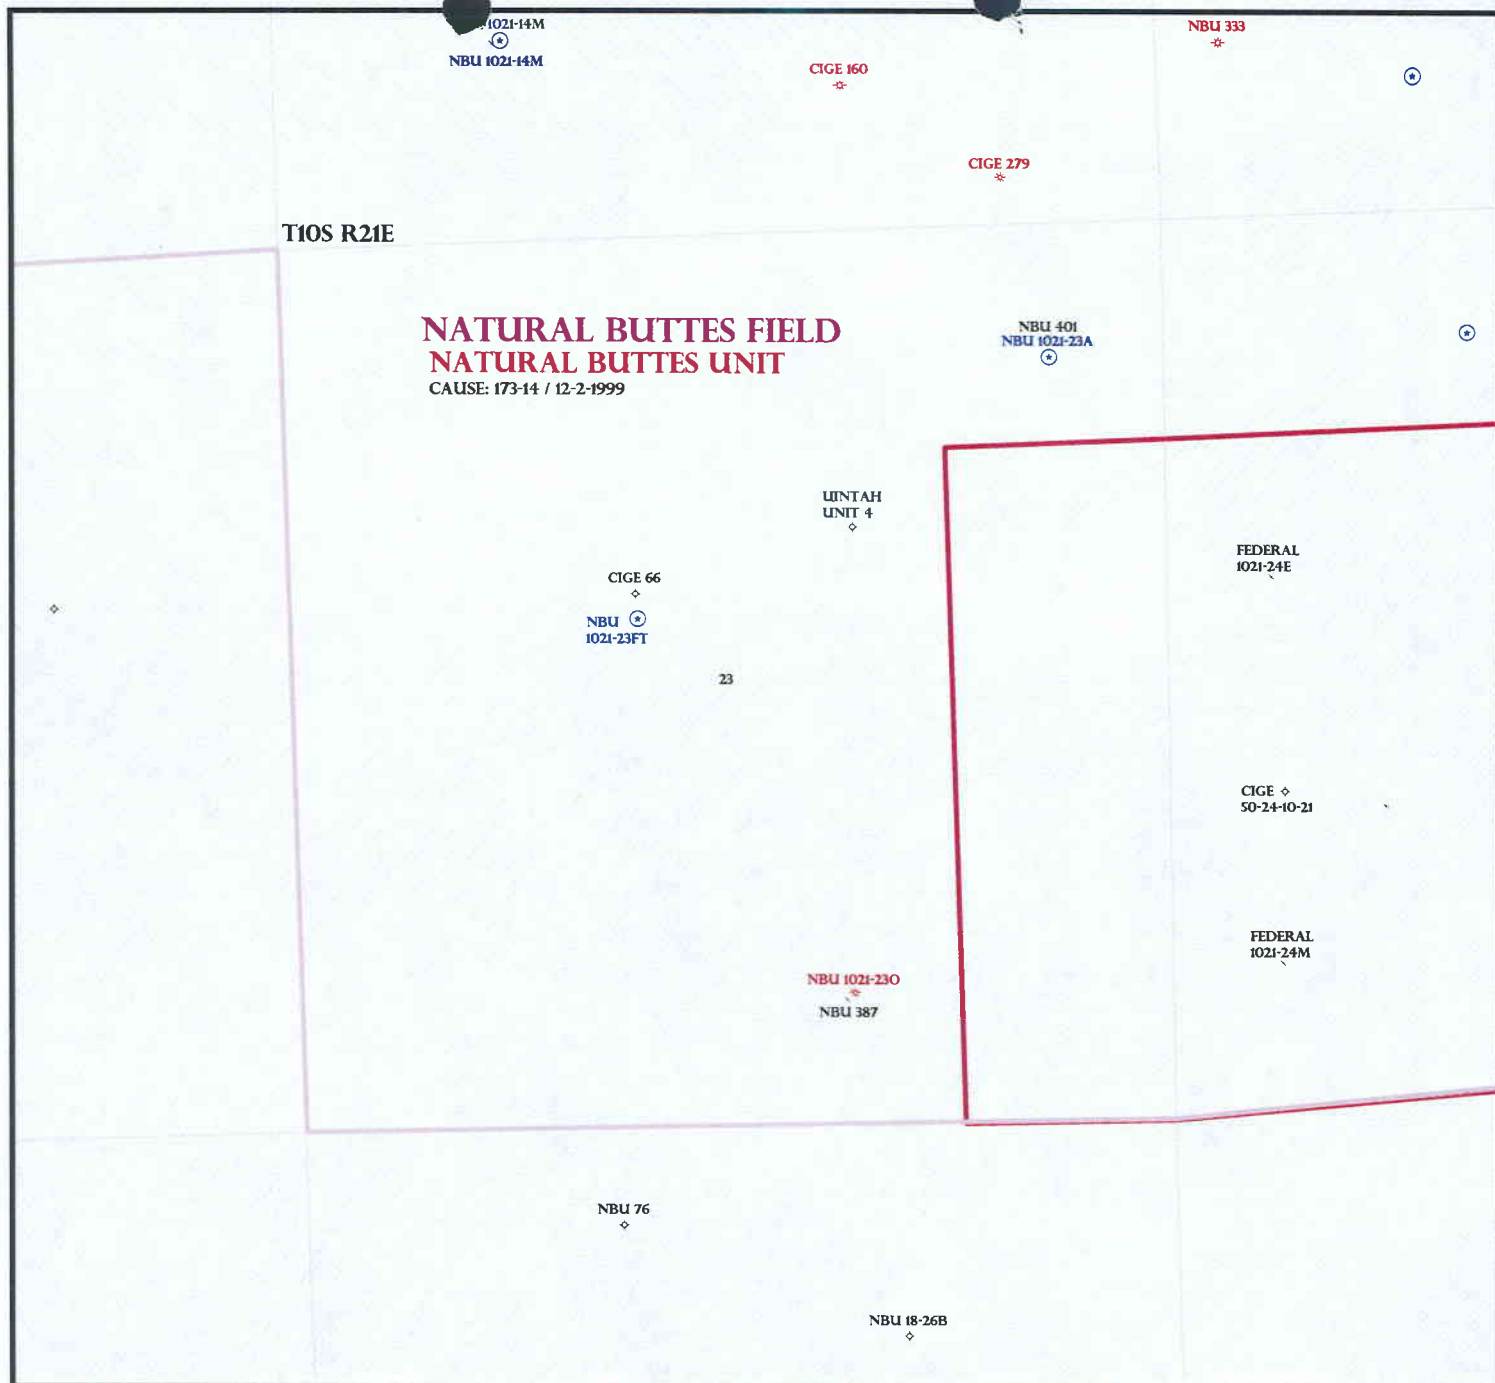 1021-14M
NBU 1021-14M
NBU 333
CIGE 160
CIGE 279
T10S R21E
NATURAL BUTTES FIELD
NATURAL BUTTES UNIT
CAUSE: 173-14 / 12-2-1999
NBU 401
NBU 1021-23A
UINTAH
UNIT 4
FEDERAL
1021-24E
CIGE 66
NBU
1021-23FT
23
CIGE
50-24-10-21
FEDERAL
1021-24M
NBU 1021-23O
NBU 387
NBU 76
NBU 18-26B